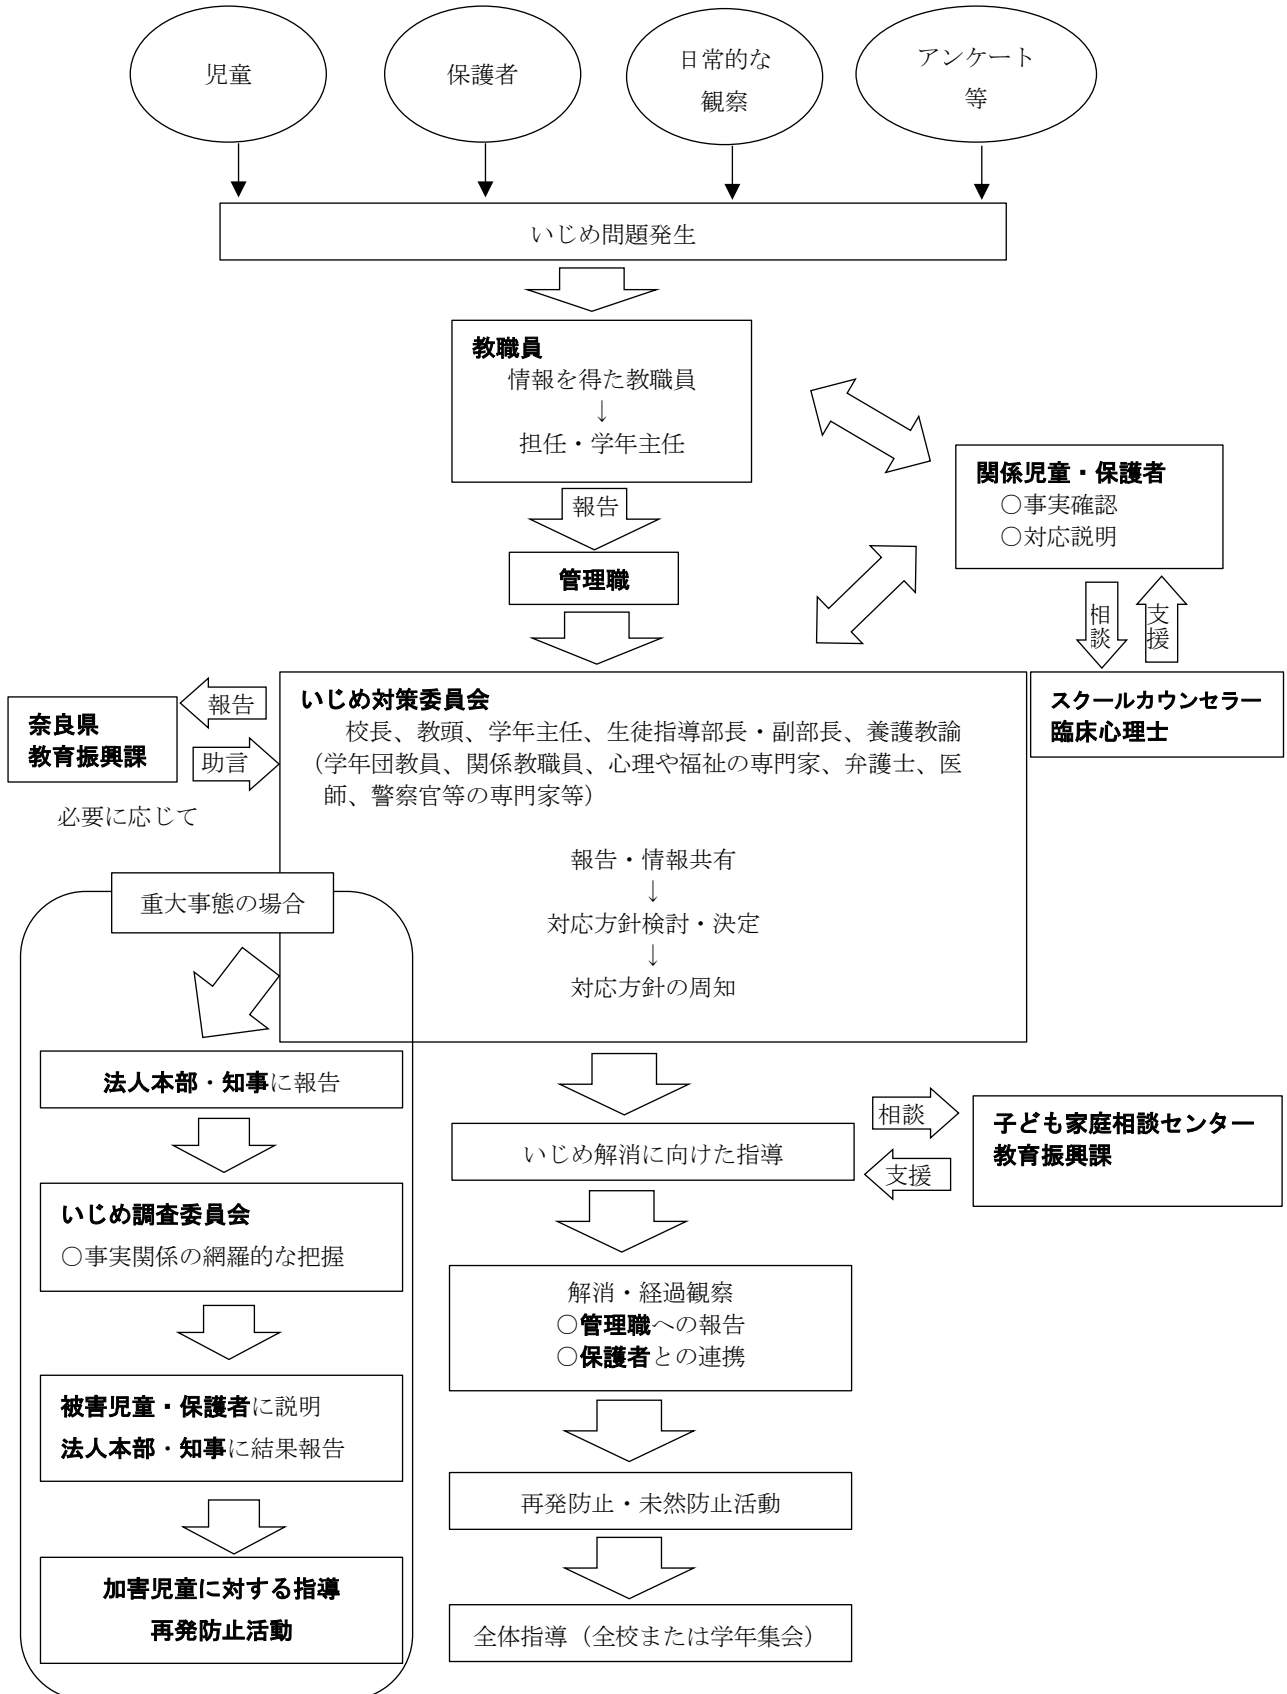 児童
保護者
日常的な
観察
アンケート
等
いじめ問題発生
教職員
情報を得た教職員
↓
担任・学年主任
関係児童・保護者
○事実確認
○対応説明
報告
管理職
相談
支援
いじめ対策委員会
校長、教頭、学年主任、生徒指導部長・副部長、養護教諭
（学年団教員、関係教職員、心理や福祉の専門家、弁護士、医
師、警察官等の専門家等）
報告・情報共有
↓
対応方針検討・決定
↓
対応方針の周知
スクールカウンセラー
臨床心理士
報告
奈良県
教育振興課
助言
必要に応じて
重大事態の場合
法人本部・知事に報告
いじめ調査委員会
○事実関係の網羅的な把握
被害児童・保護者に説明
法人本部・知事に結果報告
加害児童に対する指導
再発防止活動
いじめ解消に向けた指導
相談
支援
子ども家庭相談センター
教育振興課
解消・経過観察
○管理職への報告
○保護者との連携
再発防止・未然防止活動
全体指導（全校または学年集会）